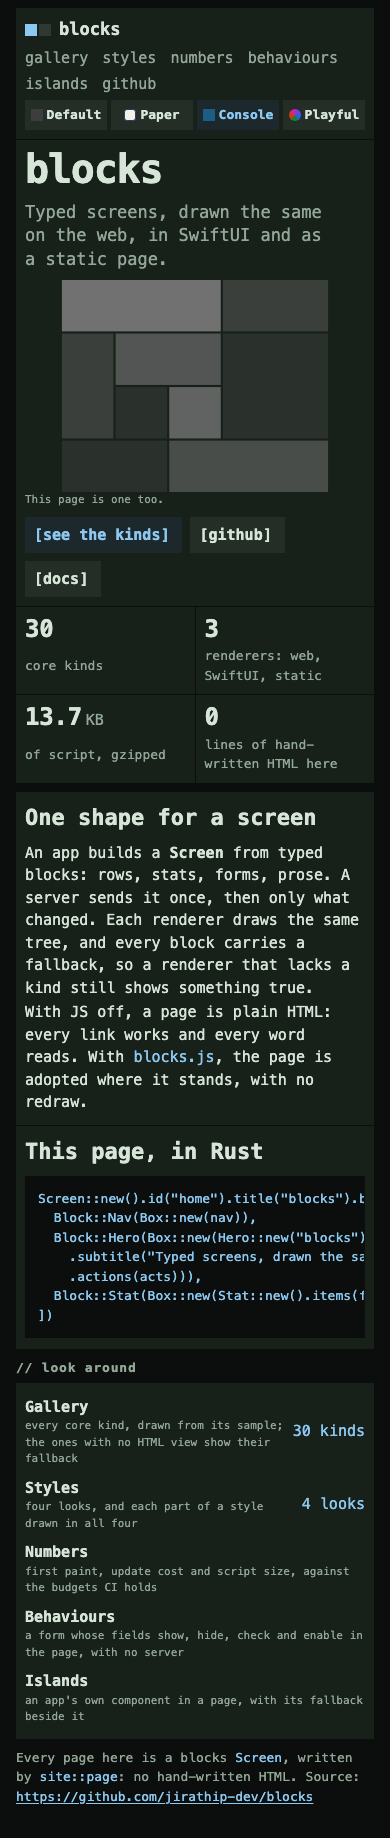 blocks
gallery styles numbers behaviours
islands github
Default Paper Console Playful
blocks
Typed screens, drawn the same
on the web, in SwiftUI and as
a static page.
This page is one too.
[see the kinds] [github]
[docs]
30
core kinds
3
renderers: web,
SwiftUI, static
13.7 KB
of script, gzipped
0
lines of hand-
written HTML here
One shape for a screen
An app builds a Screen from typed
blocks: rows, stats, forms, prose. A
server sends it once, then only what
changed. Each renderer draws the same
tree, and every block carries a
fallback, so a renderer that lacks a
kind still shows something true.
With JS off, a page is plain HTML:
every link works and every word
reads. With blocks.js, the page is
adopted where it stands, with no
redraw.
This page, in Rust
Screen::new().id("home").title("blocks").b
Block::Nav(Box::new(nav)),
Block::Hero(Box::new(Hero::new("blocks")
.subtitle("Typed screens, drawn the sa
.actions(acts))),
Block::Stat(Box::new(Stat::new().items(f
])
// look around
Gallery
every core kind, drawn from its sample;
the ones with no HTML view show their
fallback
30 kinds
Styles
four looks, and each part of a style
drawn in all four
4 looks
Numbers
first paint, update cost and script size, against
the budgets CI holds
Behaviours
a form whose fields show, hide, check and enable in
the page, with no server
Islands
an app's own component in a page, with its fallback
beside it
Every page here is a blocks Screen, written
by site::page: no hand-written HTML. Source:
https://github.com/jirathip-dev/blocks